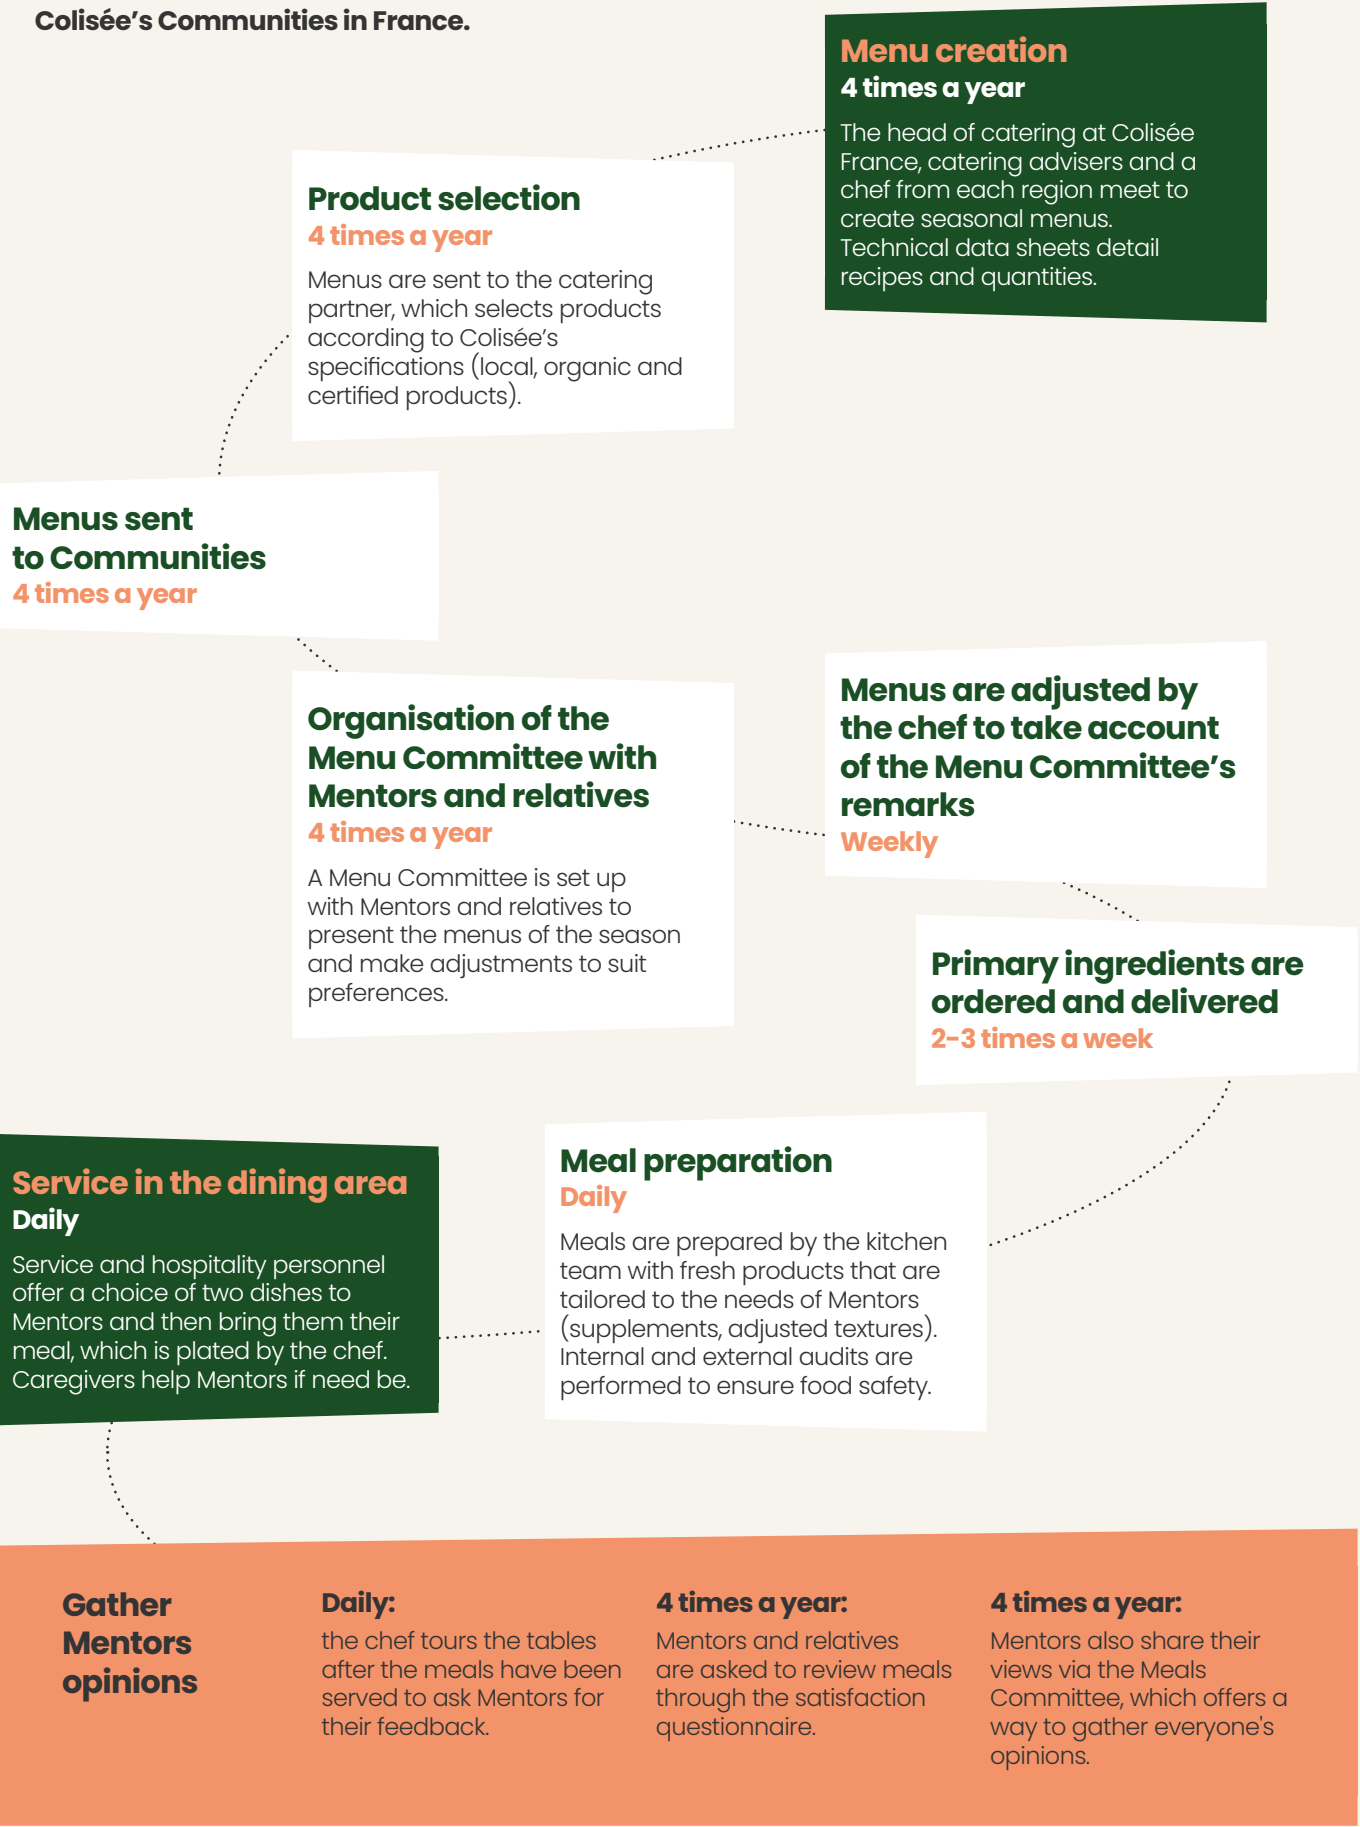 Colisée’s Communities in France.
Menu creation
4 times a year
The head of catering at Colisée
France, catering advisers and a
chef from each region meet to
create seasonal menus.
Technical data sheets detail
recipes and quantities.
Product selection
4 times a year
Menus are sent to the catering
partner, which selects products
according to Colisée’s
specifications (local, organic and
certified products).
Menus sent
to Communities
4 times a year
Organisation of the
Menu Committee with
Mentors and relatives
4 times a year
A Menu Committee is set up
with Mentors and relatives to
present the menus of the season
and make adjustments to suit
preferences.
Menus are adjusted by
the chef to take account
of the Menu Committee’s
remarks
Weekly
Primary ingredients are
ordered and delivered
2-3 times a week
Meal preparation
Daily
Meals are prepared by the kitchen
team with fresh products that are
tailored to the needs of Mentors
(supplements, adjusted textures).
Internal and external audits are
performed to ensure food safety.
Service in the dining area
Daily
Service and hospitality personnel
offer a choice of two dishes to
Mentors and then bring them their
meal, which is plated by the chef.
Caregivers help Mentors if need be.
Gather
Mentors
opinions
Daily:
the chef tours the tables
after the meals have been
served to ask Mentors for
their feedback.
4 times a year:
Mentors and relatives
are asked to review meals
through the satisfaction
questionnaire.
4 times a year:
Mentors also share their
views via the Meals
Committee, which offers a
way to gather everyone's
opinions.